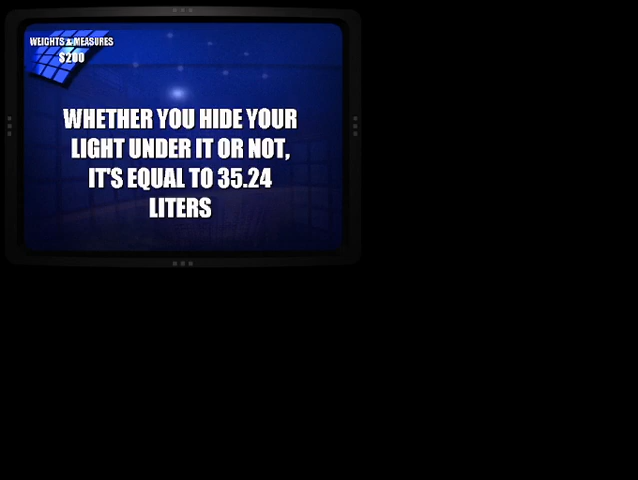 WEIGHTS & MEASURES
$200
WHETHER YOU HIDE YOUR
LIGHT UNDER IT OR NOT,
IT'S EQUAL TO 35.24
LITERS